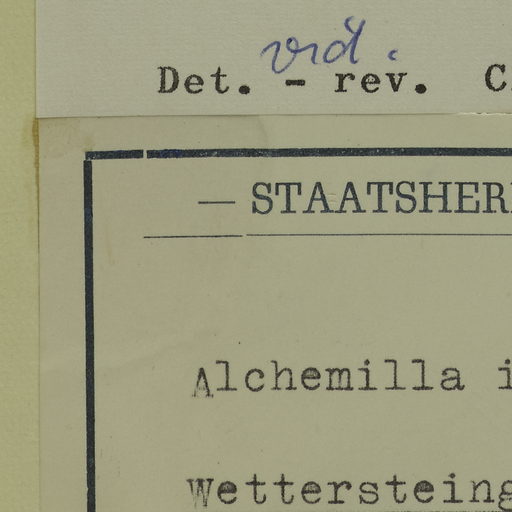 vid.
Det. - rev. C
— STAATSHER
Alchemilla i
Wettersteing